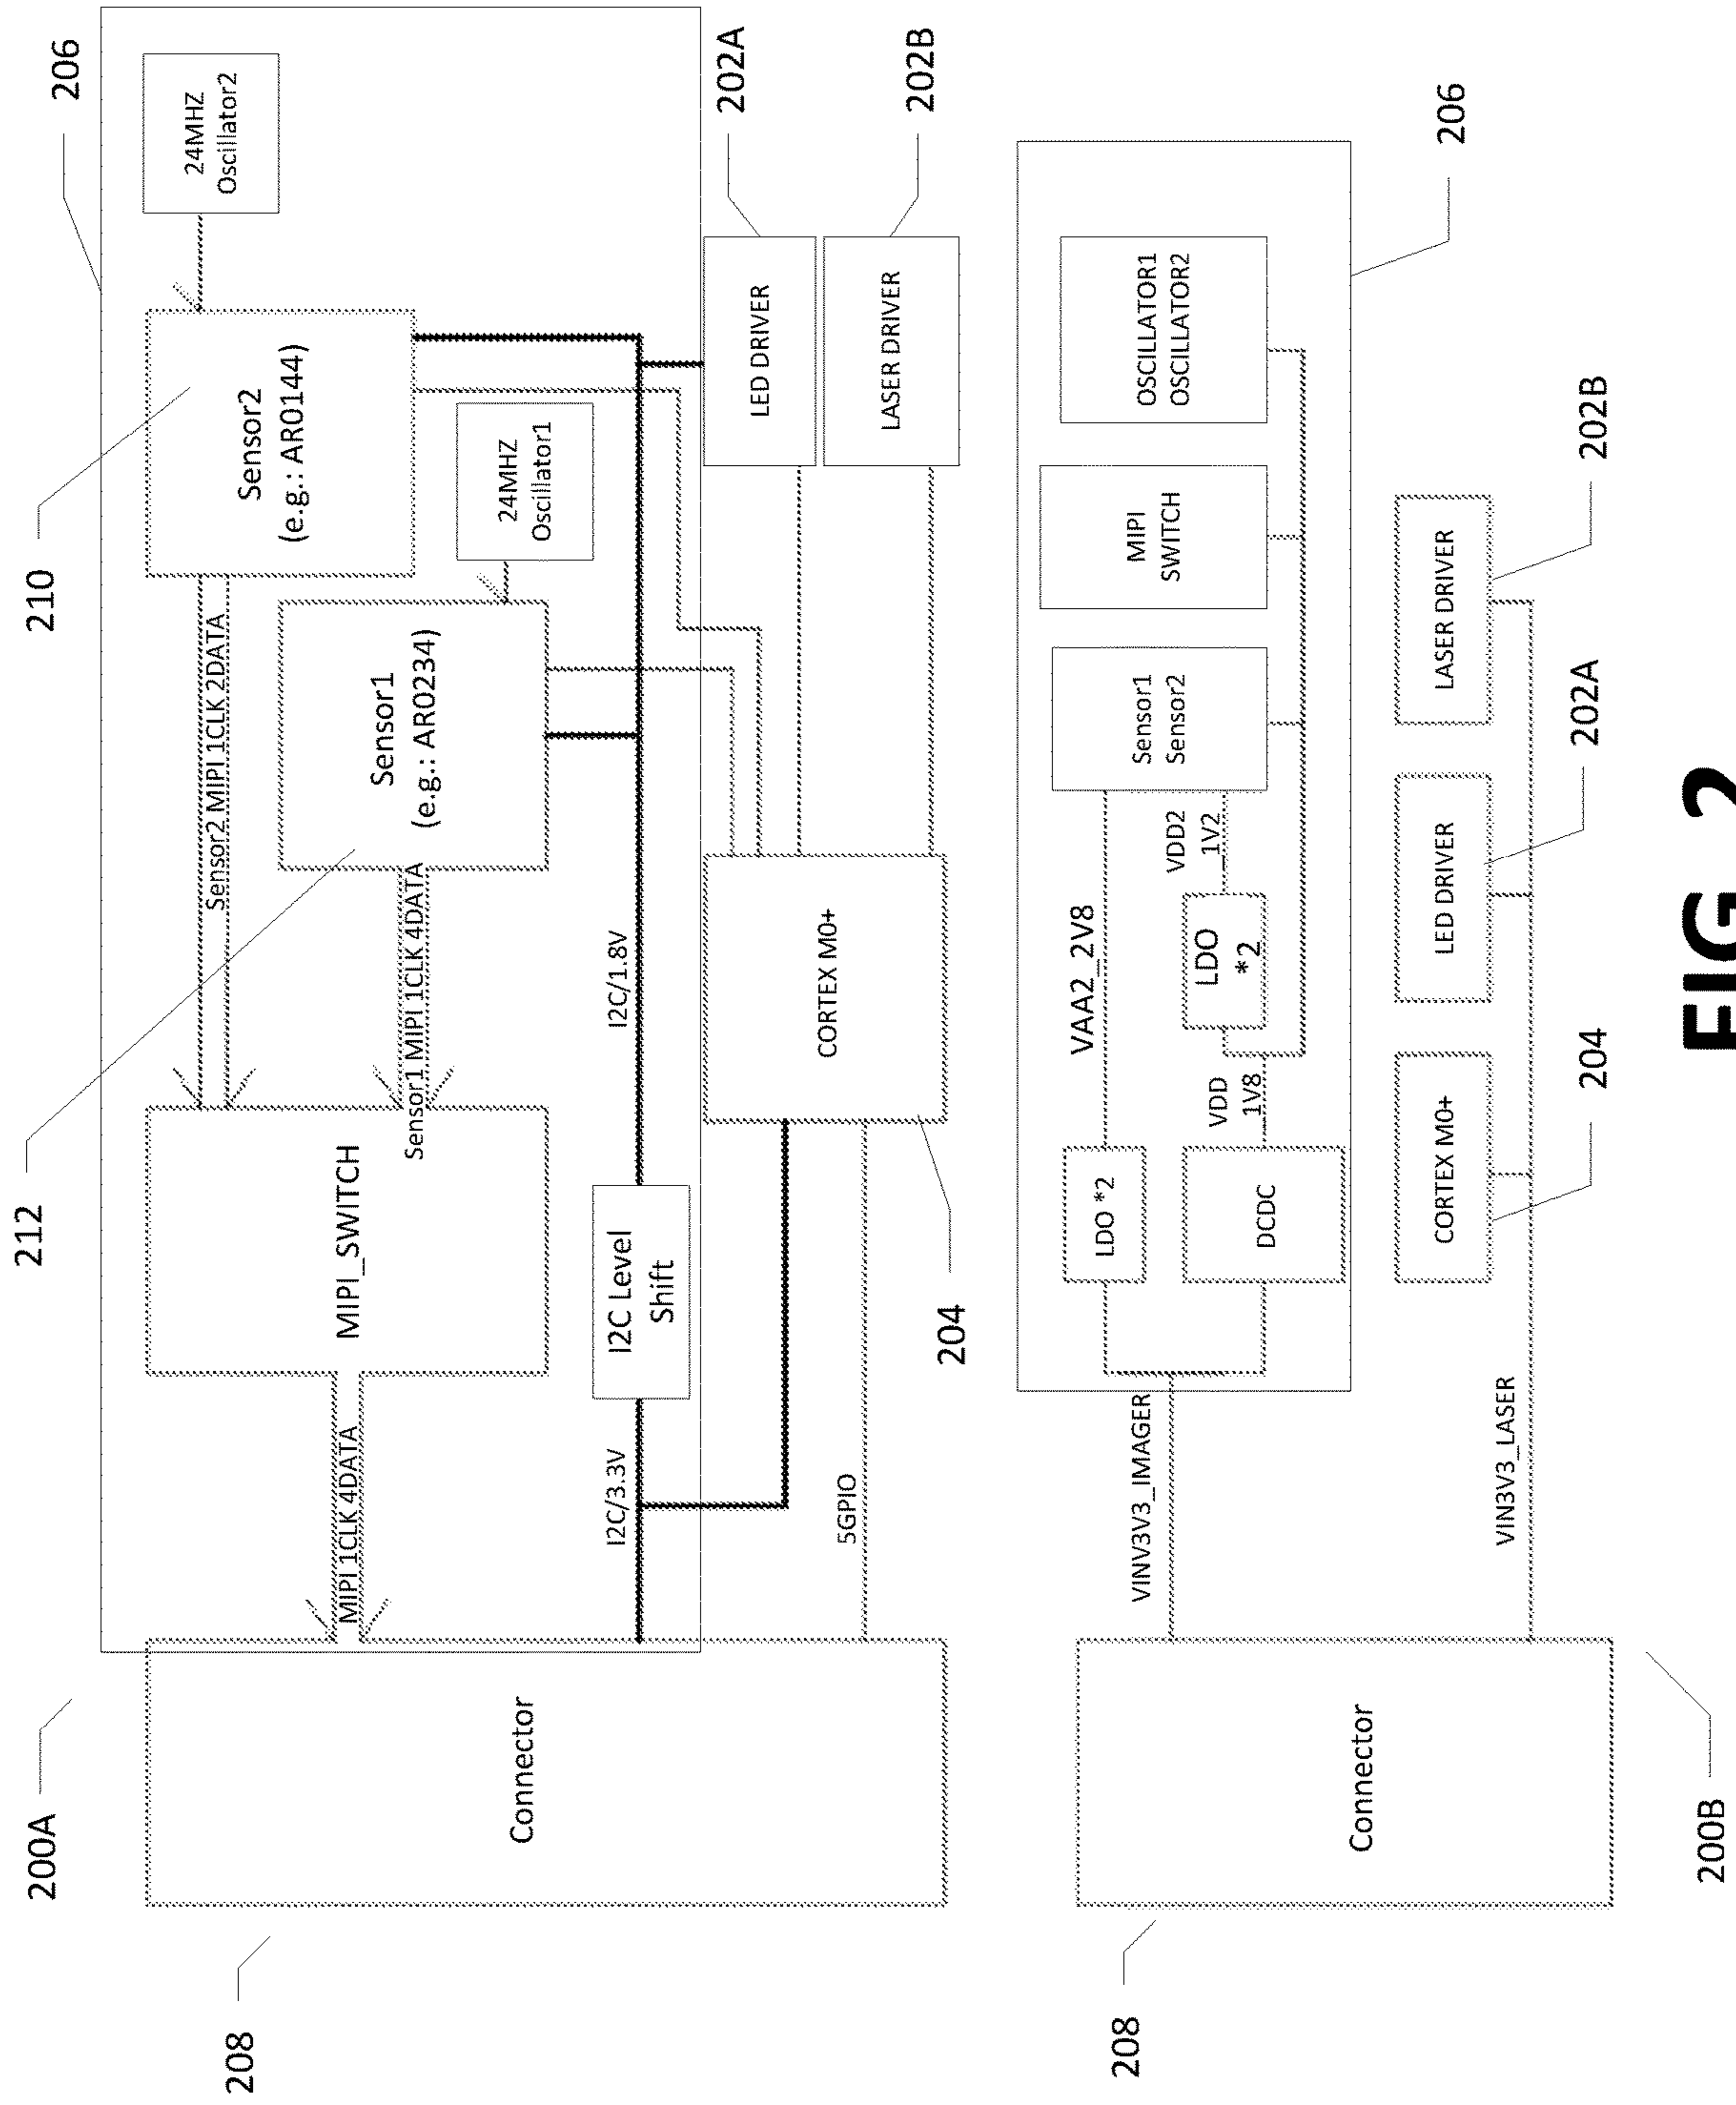 200A
208
Connector
MIPI 1CLK 4DATA
I2C/3.3V
5GPIO
212
MIPI_SWITCH
I2C Level
Shift
204
Sensor2 MIPI 1CLK 2DATA
Sensor1 MIPI 1CLK 4DATA
I2C/1.8V
CORTEX M0+
210
Sensor2
(e.g.: AR0144)
Sensor1
(e.g.: AR0234)
24MHZ
Oscillator1
24MHZ
Oscillator2
206
LED DRIVER
202A
LASER DRIVER
202B
208
Connector
200B
VINV3V3_IMAGER
VIN3V3_LASER
LDO *2
DCDC
VAA2_2V8
VDD
1V8
LDO
*2
VDD2
1V2
Sensor1
Sensor2
MIPI
SWITCH
OSCILLATOR1
OSCILLATOR2
206
CORTEX M0+
204
LED DRIVER
202A
LASER DRIVER
202B
FIG. 2